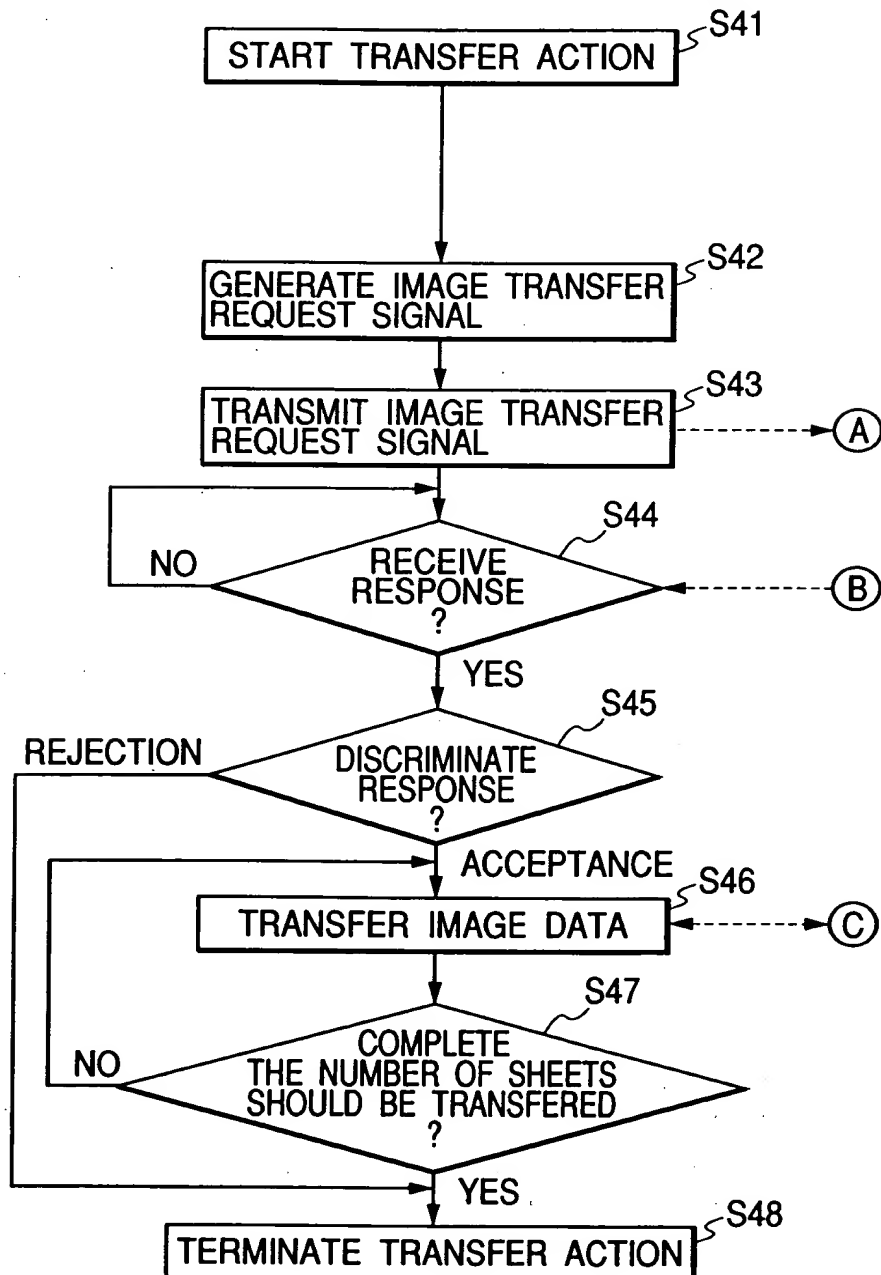 S41
START TRANSFER ACTION
S42
GENERATE IMAGE TRANSFER
REQUEST SIGNAL
S43
TRANSMIT IMAGE TRANSFER
REQUEST SIGNAL
A
S44
NO
RECEIVE
RESPONSE
?
B
YES
S45
REJECTION
DISCRIMINATE
RESPONSE
?
ACCEPTANCE
S46
TRANSFER IMAGE DATA
C
S47
NO
COMPLETE
THE NUMBER OF SHEETS
SHOULD BE TRANSFERED
?
YES
S48
TERMINATE TRANSFER ACTION